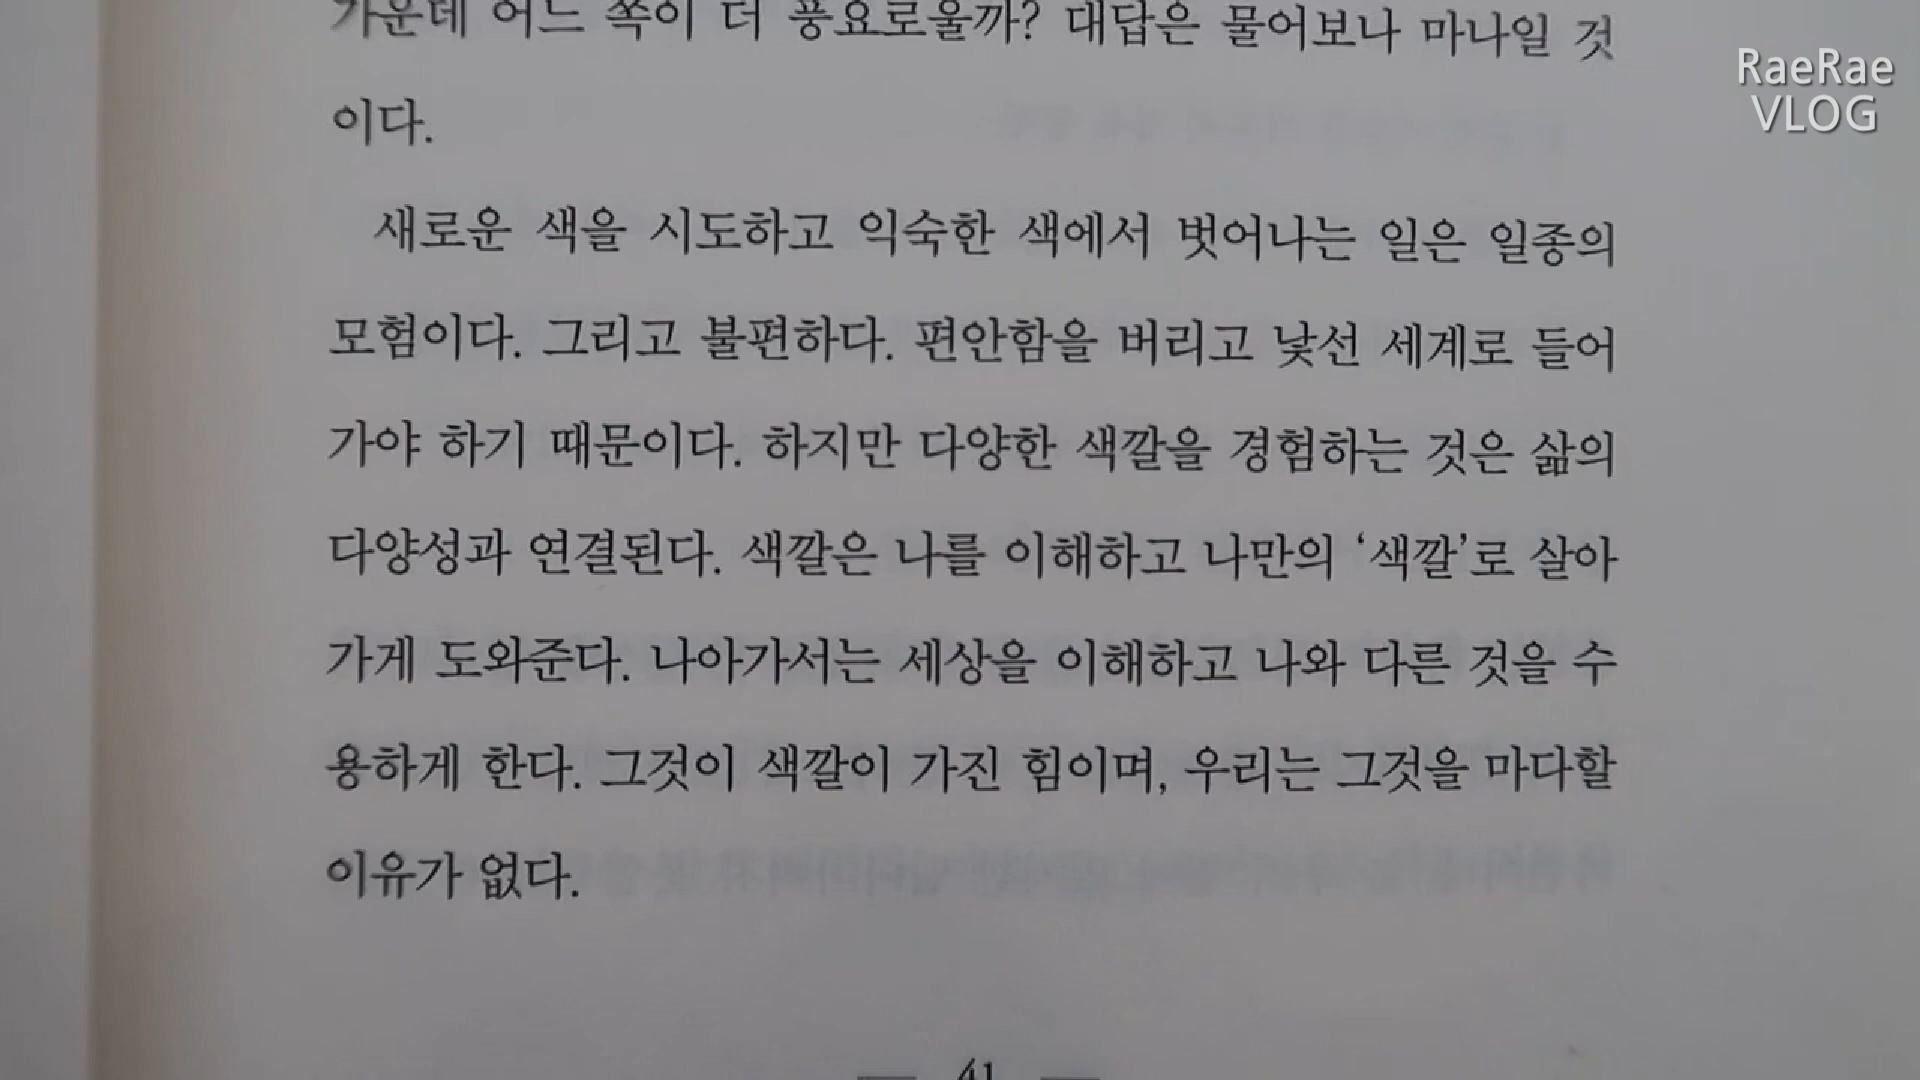 가운데 어느 쪽이 더 풍요로울까? 대답은 물어보나 마나일 것
이다.
새로운 색을 시도하고 익숙한 색에서 벗어나는 일은 일종의
모험이다. 그리고 불편하다. 편안함을 버리고 낯선 세계로 들어
가야 하기 때문이다. 하지만 다양한 색깔을 경험하는 것은 삶의
다양성과 연결된다. 색깔은 나를 이해하고 나만의 ‘색깔’로 살아
가게 도와준다. 나아가서는 세상을 이해하고 나와 다른 것을 수
용하게 한다. 그것이 색깔이 가진 힘이며, 우리는 그것을 마다할
이유가 없다.
— 41 —
RaeRae
VLOG